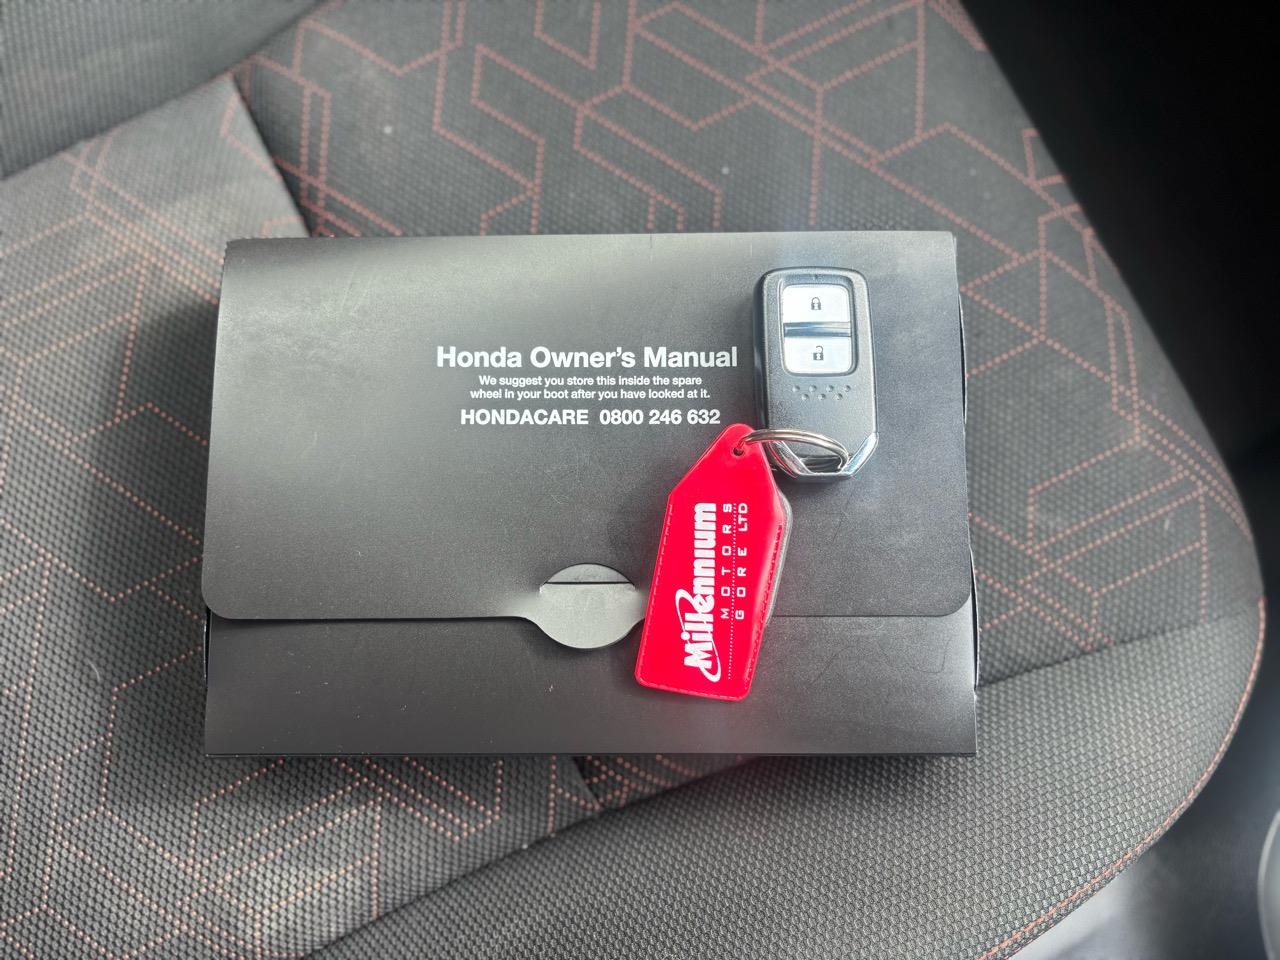 Honda Owner's Manual
We suggest you store this inside the spare
wheel in your boot after you have looked at it.
HONDACARE 0800 246 632
Millennium
MOTORS
GORE LTD